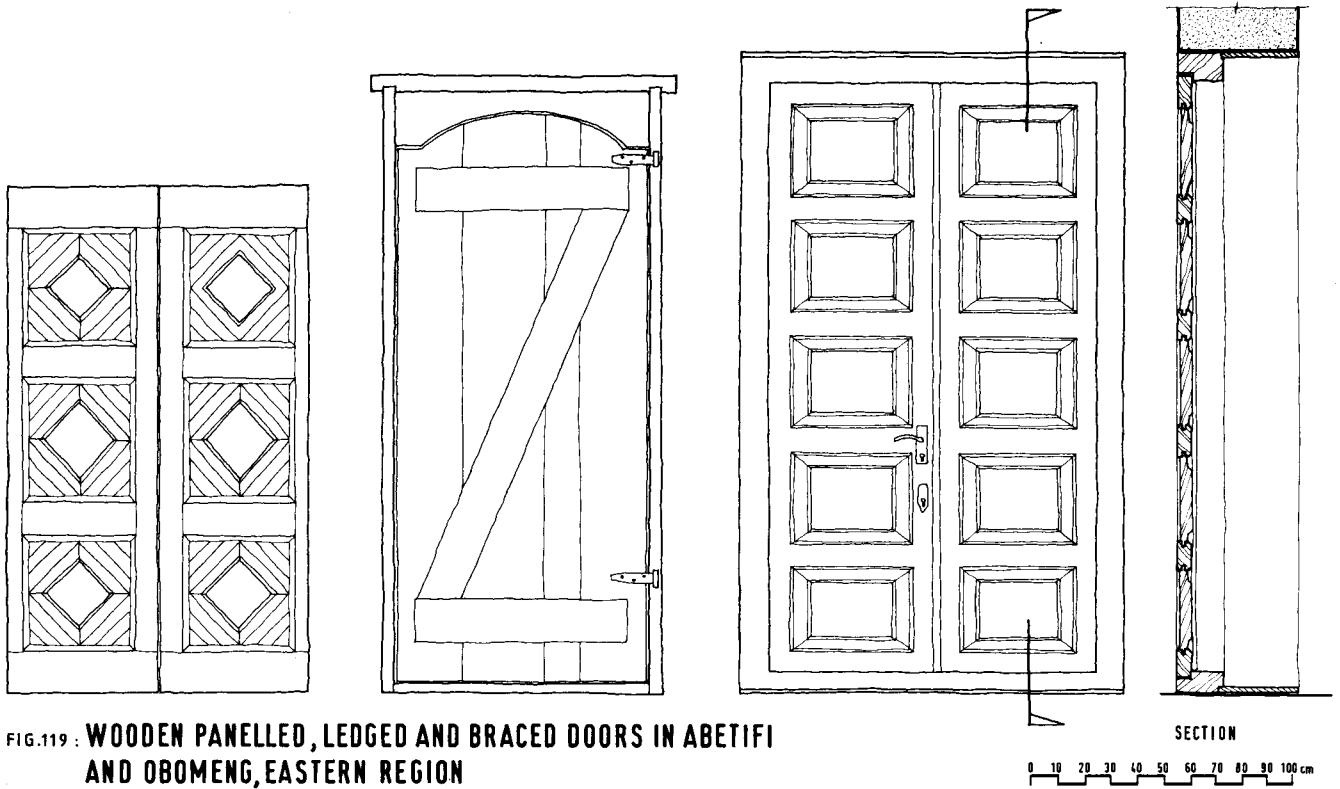 FIG.119 : WOODEN PANELLED, LEDGED AND BRACED DOORS IN ABETIFI
AND OBOMENG, EASTERN REGION
SECTION
0 10 20 30 40 50 60 70 80 90 100 cm